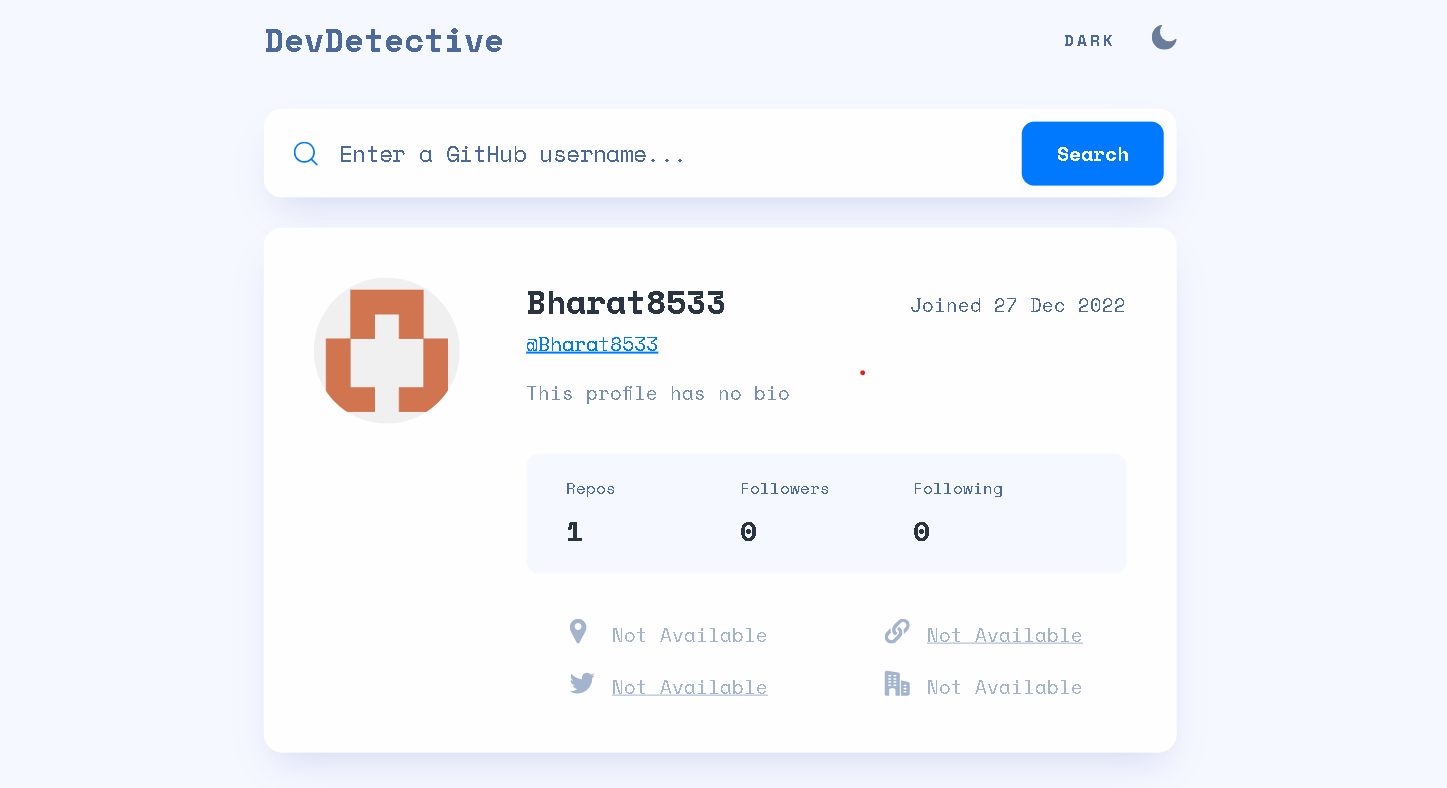 DevDetective
DARK
Enter a GitHub username...
Search
Bharat8533
Joined 27 Dec 2022
@Bharat8533
This profile has no bio
Repos Followers Following
1 0 0
Not Available Not Available
Not Available Not Available